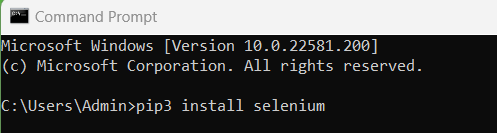 Command Prompt
Microsoft Windows [Version 10.0.22581.200]
(c) Microsoft Corporation. All rights reserved.
C:\Users\Admin>pip3 install selenium